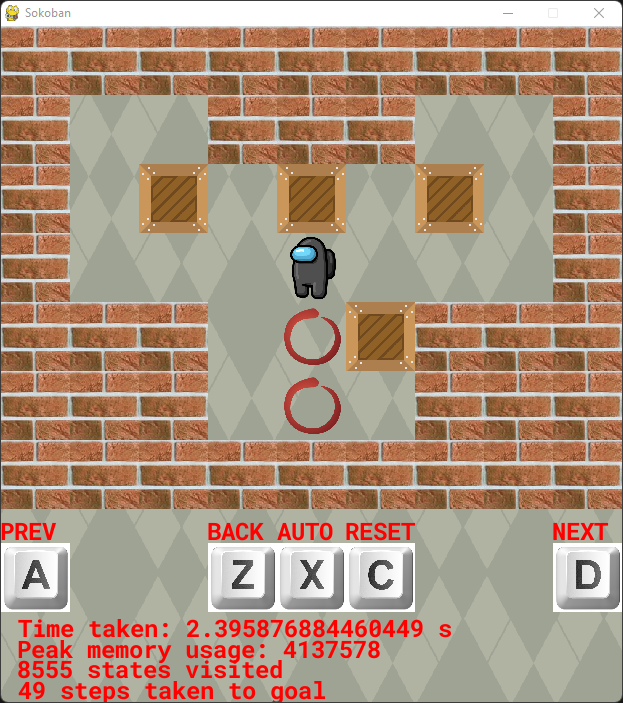 Sokoban
PREV BACK AUTO RESET NEXT
A Z X C D
Time taken: 2.395876884460449 s
Peak memory usage: 4137578
8555 states visited
49 steps taken to goal